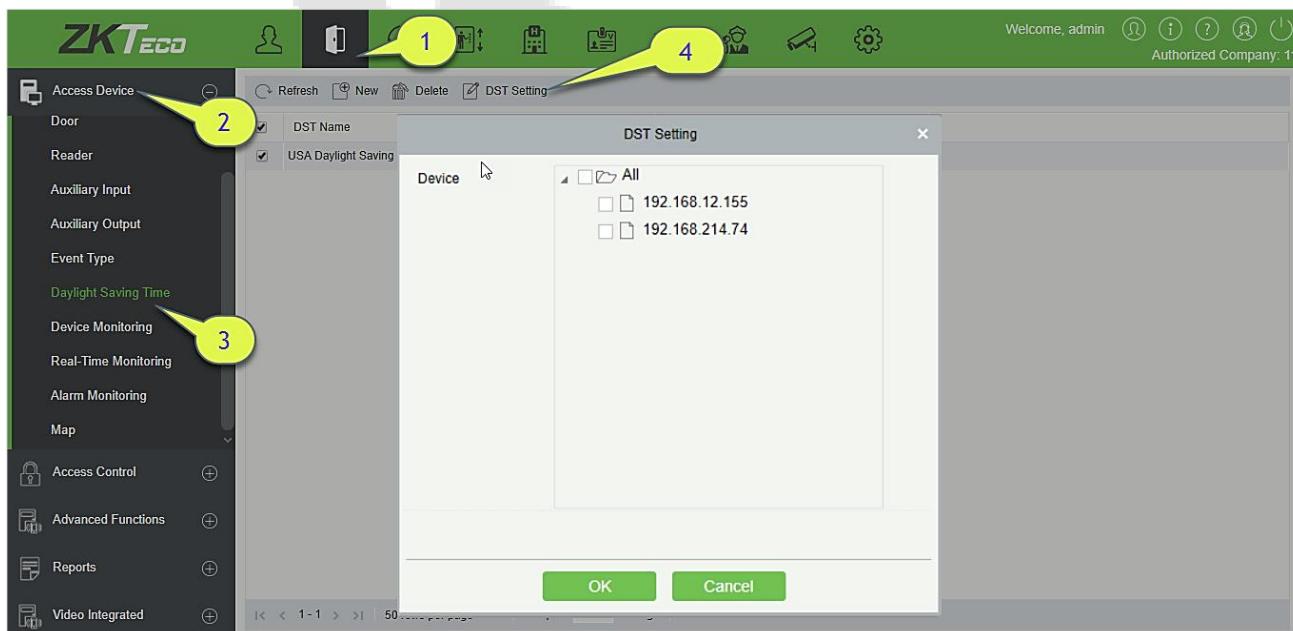 ZKTeco
1
4
Welcome, admin
Authorized Company: 1
Access Device
2
Refresh New Delete DST Setting
Door
DST Name
DST Setting
Reader
USA Daylight Saving
Device
All
Auxiliary Input
192.168.12.155
Auxiliary Output
192.168.214.74
Event Type
Daylight Saving Time
Device Monitoring
3
Real-Time Monitoring
Alarm Monitoring
Map
Access Control
Advanced Functions
Reports
OK Cancel
Video Integrated
|< < 1-1 > >| 50